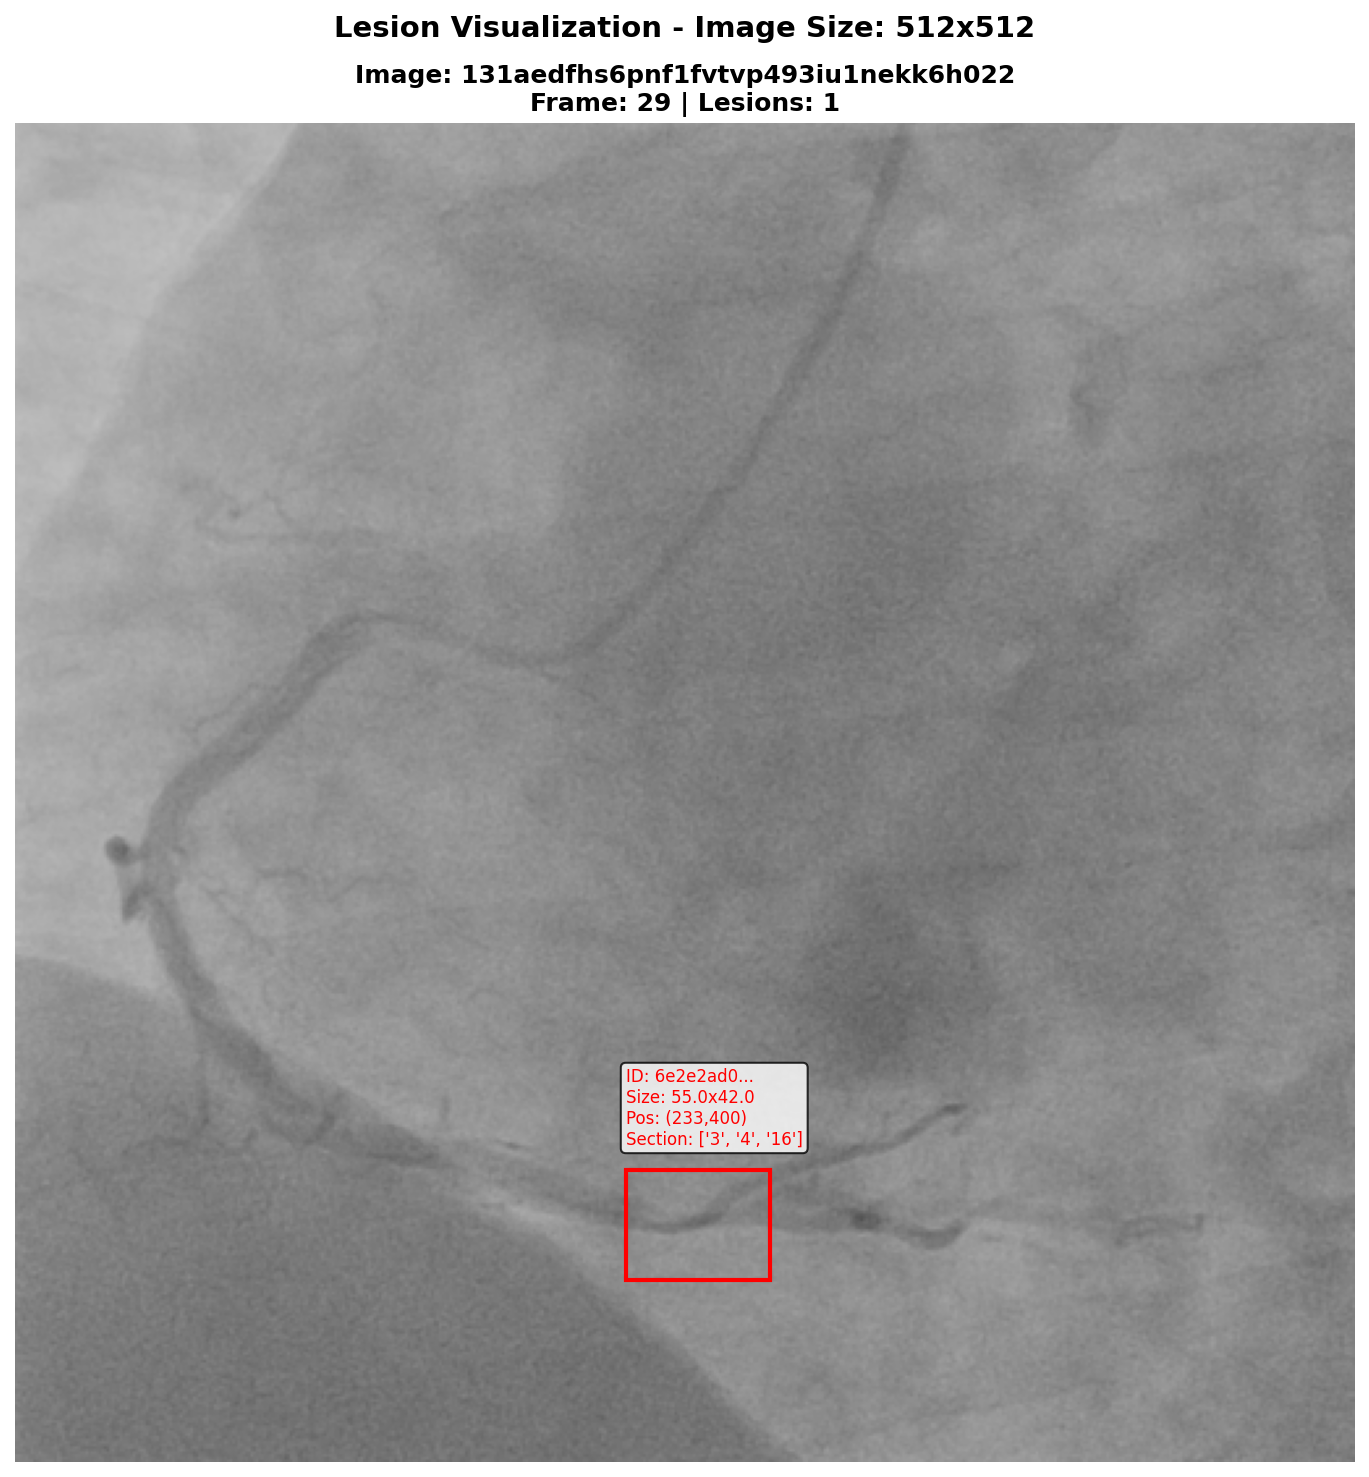 Lesion Visualization - Image Size: 512x512
Image: 131aedfhs6pnf1fvtvp493iu1nekk6h022
Frame: 29 | Lesions: 1
ID: 6e2e2ad0...
Size: 55.0x42.0
Pos: (233,400)
Section: ['3', '4', '16']